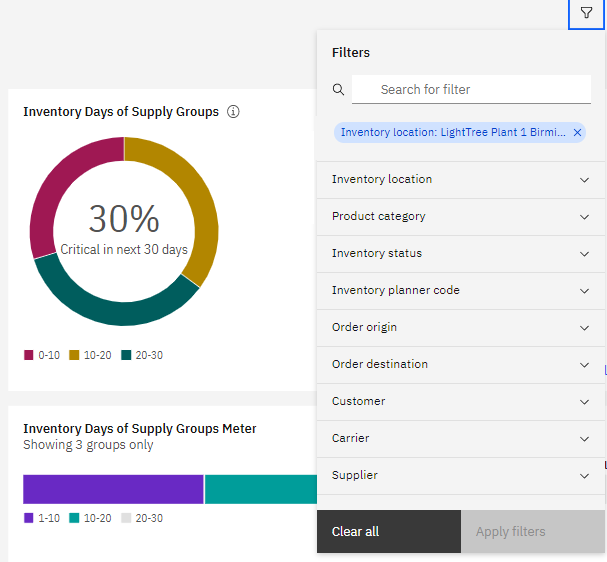 Inventory Days of Supply Groups
30%
Critical in next 30 days
0-10 10-20 20-30
Inventory Days of Supply Groups Meter
Showing 3 groups only
1-10 10-20 20-30
Filters
Search for filter
Inventory location: LightTree Plant 1 Birmi...
Inventory location
Product category
Inventory status
Inventory planner code
Order origin
Order destination
Customer
Carrier
Supplier
Clear all
Apply filters